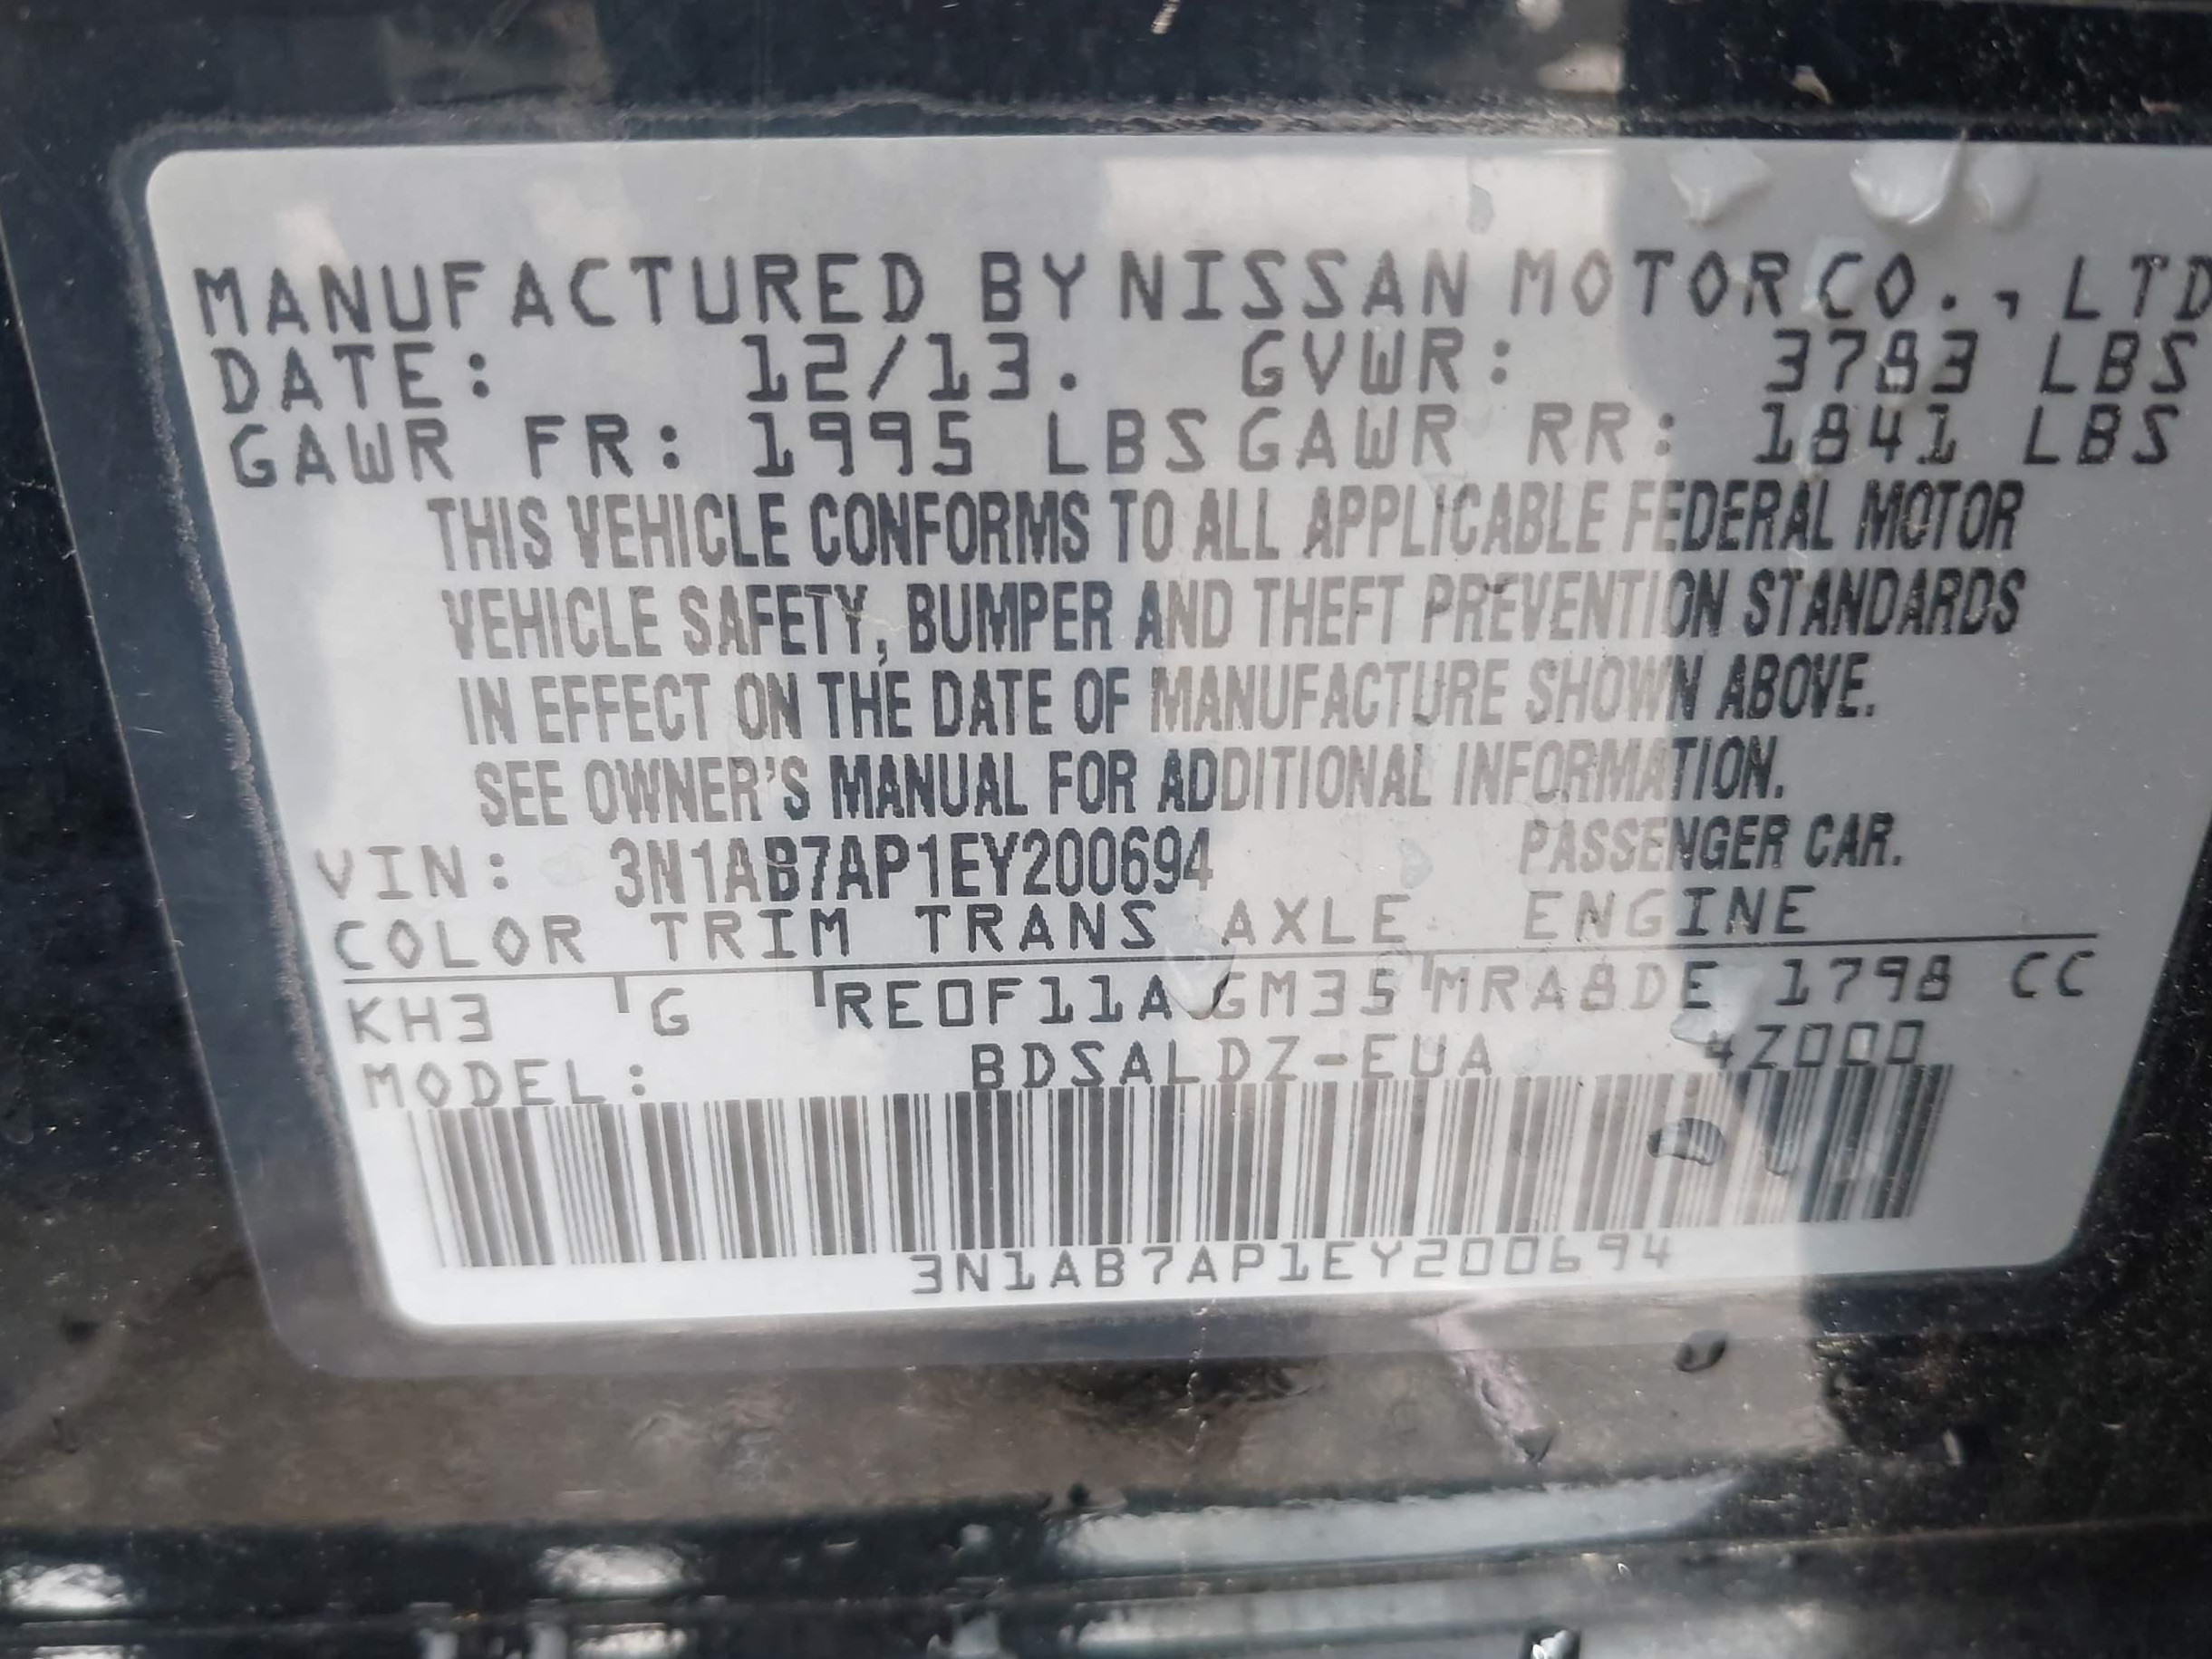 MANUFACTURED BY NISSAN MOTOR CO., LTD
DATE: 12/13. GVWR: 3783 LBS
GAWR FR: 1995 LBS GAWR RR: 1841 LBS
THIS VEHICLE CONFORMS TO ALL APPLICABLE FEDERAL MOTOR
VEHICLE SAFETY, BUMPER AND THEFT PREVENTION STANDARDS
IN EFFECT ON THE DATE OF MANUFACTURE SHOWN ABOVE.
SEE OWNER'S MANUAL FOR ADDITIONAL INFORMATION.
VIN: 3N1AB7AP1EY200694 PASSENGER CAR.
COLOR TRIM TRANS AXLE ENGINE
KH3 G RE0F11A GM35 MRA8DE 1798 CC
MODEL: BDSALDZ-EUA 4Z000
3N1AB7AP1EY200694